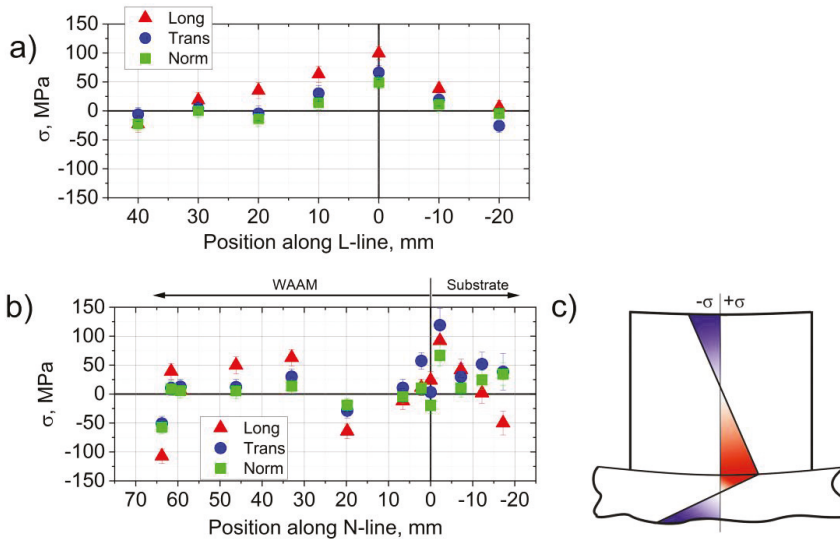 a)
Long
Trans
Norm
150
100
50
0
-50
-100
-150
σ, MPa
40 30 20 10 0 -10 -20
Position along L-line, mm
b)
WAAM Substrate
150
100
50
0
-50
-100
-150
σ, MPa
Long
Trans
Norm
70 60 50 40 30 20 10 0 -10 -20
Position along N-line, mm
c)
-σ +σ